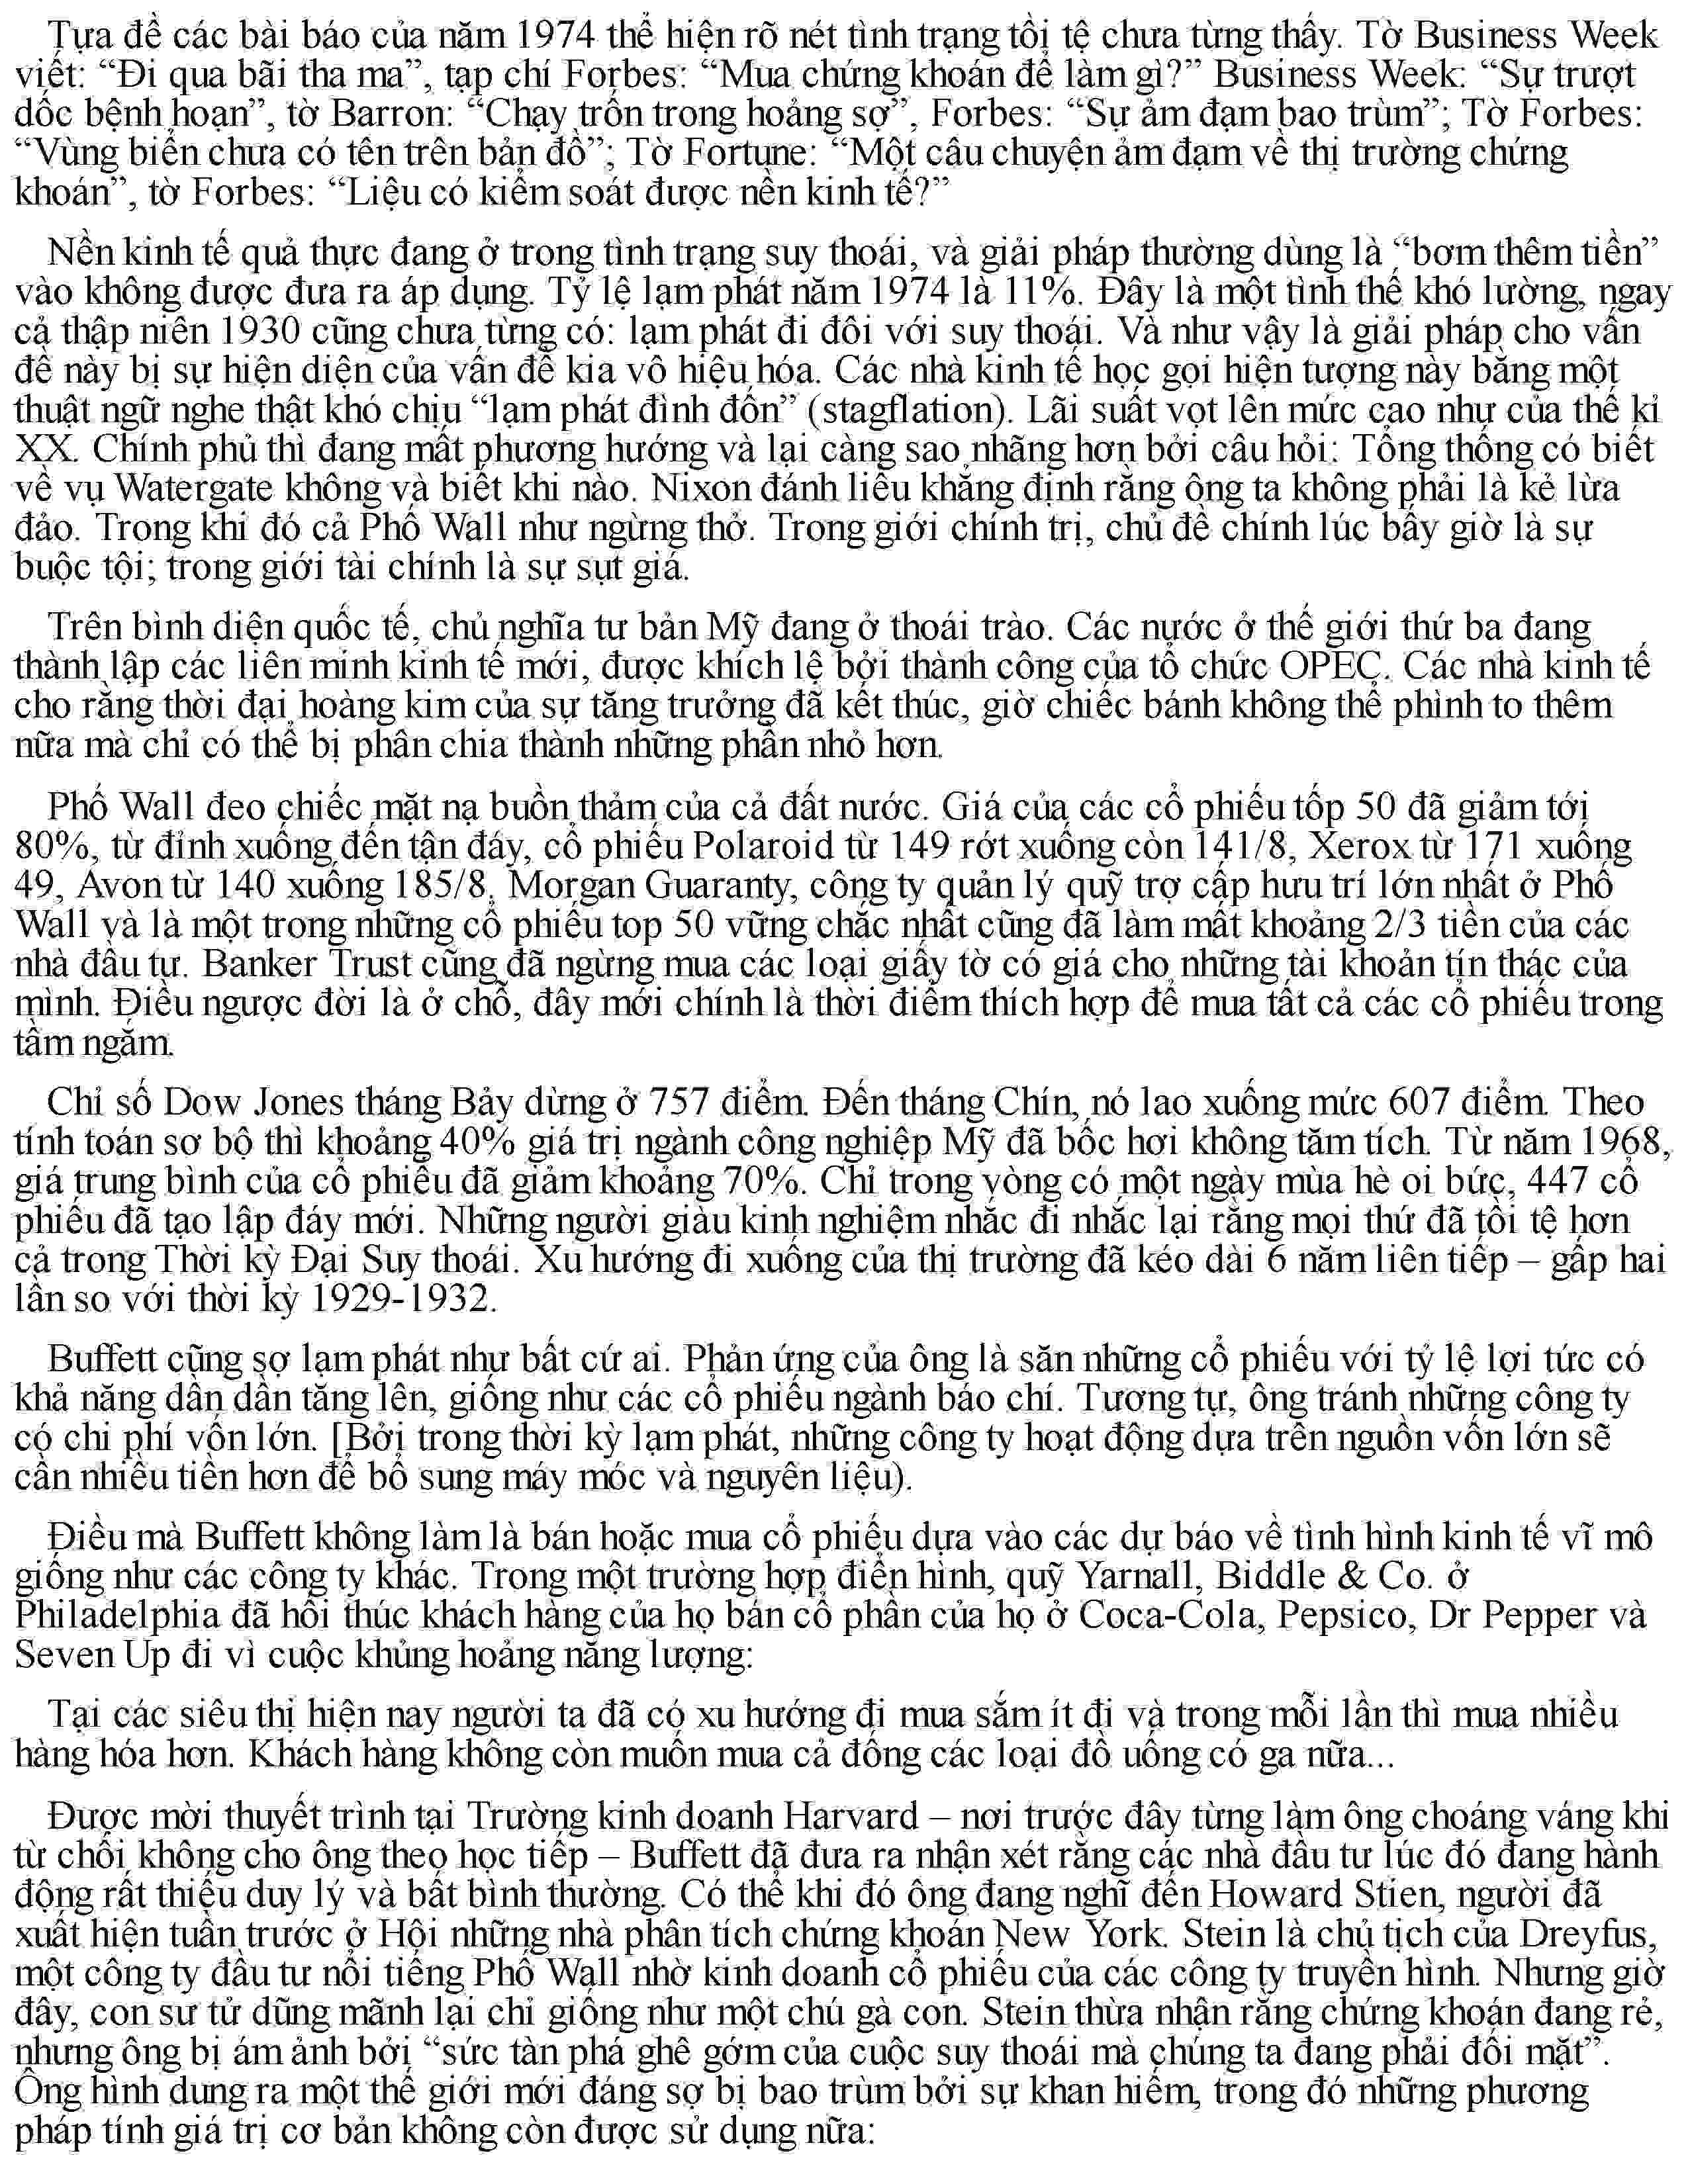 Tựa đề các bài báo của năm 1974 thể hiện rõ nét tình trạng tồi tệ chưa từng thấy. Tờ Business Week
viết: “Đi qua bãi tha ma”, tạp chí Forbes: “Mua chứng khoán để làm gì?” Business Week: “Sự trượt
dốc bệnh hoạn”, tờ Barron: “Chạy trốn trong hoảng sợ”, Forbes: “Sự ảm đạm bao trùm”; Tờ Forbes:
“Vùng biển chưa có tên trên bản đồ”; Tờ Fortune: “Một câu chuyện ảm đạm về thị trường chứng
khoán”, tờ Forbes: “Liệu có kiểm soát được nền kinh tế?”
Nền kinh tế quả thực đang ở trong tình trạng suy thoái, và giải pháp thường dùng là “bơm thêm tiền”
vào không được đưa ra áp dụng. Tỷ lệ lạm phát năm 1974 là 11%. Đây là một tình thế khó lường, ngay
cả thập niên 1930 cũng chưa từng có: lạm phát đi đôi với suy thoái. Và như vậy là giải pháp cho vấn
đề này bị sự hiện diện của vấn đề kia vô hiệu hóa. Các nhà kinh tế học gọi hiện tượng này bằng một
thuật ngữ nghe thật khó chịu “lạm phát đình đốn” (stagflation). Lãi suất vọt lên mức cao như của thế kỉ
XX. Chính phủ thì đang mất phương hướng và lại càng sao nhãng hơn bởi câu hỏi: Tổng thống có biết
về vụ Watergate không và biết khi nào. Nixon đánh liều khẳng định rằng ông ta không phải là kẻ lừa
đảo. Trong khi đó cả Phố Wall như ngừng thở. Trong giới chính trị, chủ đề chính lúc bấy giờ là sự
buộc tội; trong giới tài chính là sự sụt giá.
Trên bình diện quốc tế, chủ nghĩa tư bản Mỹ đang ở thoái trào. Các nước ở thế giới thứ ba đang
thành lập các liên minh kinh tế mới, được khích lệ bởi thành công của tổ chức OPEC. Các nhà kinh tế
cho rằng thời đại hoàng kim của sự tăng trưởng đã kết thúc, giờ chiếc bánh không thể phình to thêm
nữa mà chỉ có thể bị phân chia thành những phần nhỏ hơn.
Phố Wall đeo chiếc mặt nạ buồn thảm của cả đất nước. Giá của các cổ phiếu tốp 50 đã giảm tới
80%, từ đỉnh xuống đến tận đáy, cổ phiếu Polaroid từ 149 rớt xuống còn 141/8, Xerox từ 171 xuống
49, Avon từ 140 xuống 185/8. Morgan Guaranty, công ty quản lý quỹ trợ cấp hưu trí lớn nhất ở Phố
Wall và là một trong những cổ phiếu top 50 vững chắc nhất cũng đã làm mất khoảng 2/3 tiền của các
nhà đầu tư. Banker Trust cũng đã ngừng mua các loại giấy tờ có giá cho những tài khoản tín thác của
mình. Điều ngược đời là ở chỗ, đây mới chính là thời điểm thích hợp để mua tất cả các cổ phiếu trong
tầm ngắm.
Chỉ số Dow Jones tháng Bảy dừng ở 757 điểm. Đến tháng Chín, nó lao xuống mức 607 điểm. Theo
tính toán sơ bộ thì khoảng 40% giá trị ngành công nghiệp Mỹ đã bốc hơi không tăm tích. Từ năm 1968,
giá trung bình của cổ phiếu đã giảm khoảng 70%. Chỉ trong vòng có một ngày mùa hè oi bức, 447 cổ
phiếu đã tạo lập đáy mới. Những người giàu kinh nghiệm nhắc đi nhắc lại rằng mọi thứ đã tồi tệ hơn
cả trong Thời kỳ Đại Suy thoái. Xu hướng đi xuống của thị trường đã kéo dài 6 năm liên tiếp – gấp hai
lần so với thời kỳ 1929-1932.
Buffett cũng sợ lạm phát như bất cứ ai. Phản ứng của ông là săn những cổ phiếu với tỷ lệ lợi tức có
khả năng dần dần tăng lên, giống như các cổ phiếu ngành báo chí. Tương tự, ông tránh những công ty
có chi phí vốn lớn. [Bởi trong thời kỳ lạm phát, những công ty hoạt động dựa trên nguồn vốn lớn sẽ
cần nhiều tiền hơn để bổ sung máy móc và nguyên liệu).
Điều mà Buffett không làm là bán hoặc mua cổ phiếu dựa vào các dự báo về tình hình kinh tế vĩ mô
giống như các công ty khác. Trong một trường hợp điển hình, quỹ Yarnall, Biddle & Co. ở
Philadelphia đã hối thúc khách hàng của họ bán cổ phần của họ ở Coca-Cola, Pepsico, Dr Pepper và
Seven Up đi vì cuộc khủng hoảng năng lượng:
Tại các siêu thị hiện nay người ta đã có xu hướng đi mua sắm ít đi và trong mỗi lần thì mua nhiều
hàng hóa hơn. Khách hàng không còn muốn mua cả đống các loại đồ uống có ga nữa...
Được mời thuyết trình tại Trường kinh doanh Harvard – nơi trước đây từng làm ông choáng váng khi
từ chối không cho ông theo học tiếp – Buffett đã đưa ra nhận xét rằng các nhà đầu tư lúc đó đang hành
động rất thiếu duy lý và bất bình thường. Có thể khi đó ông đang nghĩ đến Howard Stien, người đã
xuất hiện tuần trước ở Hội những nhà phân tích chứng khoán New York. Stein là chủ tịch của Dreyfus,
một công ty đầu tư nổi tiếng Phố Wall nhờ kinh doanh cổ phiếu của các công ty truyền hình. Nhưng giờ
đây, con sư tử dũng mãnh lại chỉ giống như một chú gà con. Stein thừa nhận rằng chứng khoán đang rẻ,
nhưng ông bị ám ảnh bởi “sức tàn phá ghê gớm của cuộc suy thoái mà chúng ta đang phải đối mặt”.
Ông hình dung ra một thế giới mới đáng sợ bị bao trùm bởi sự khan hiếm, trong đó những phương
pháp tính giá trị cơ bản không còn được sử dụng nữa: